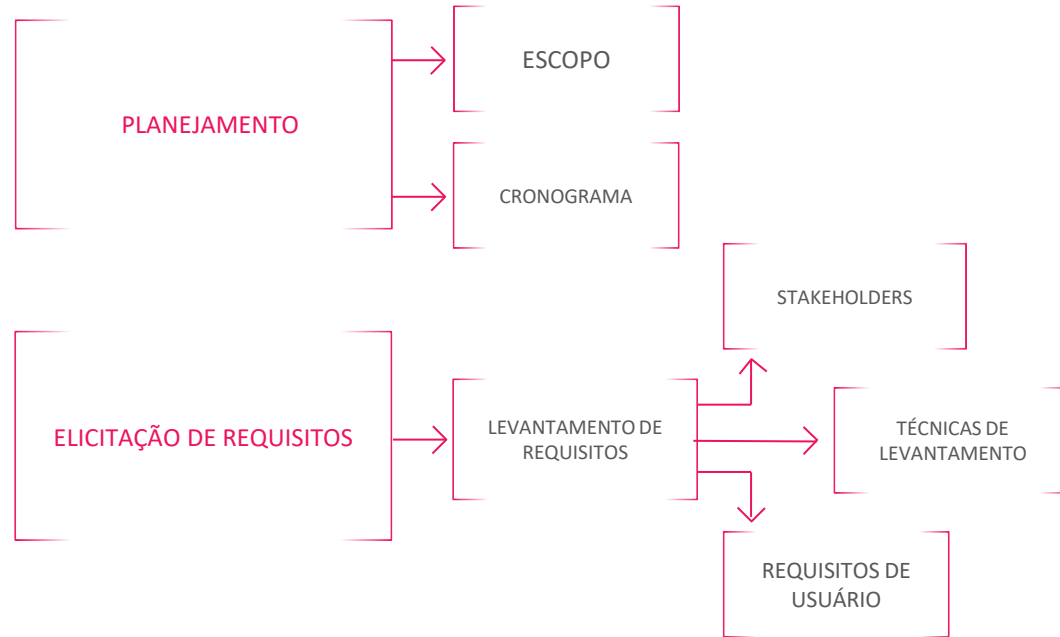 PLANEJAMENTO
ESCOPO
CRONOGRAMA
ELICITAÇÃO DE REQUISITOS
LEVANTAMENTO DE
REQUISITOS
STAKEHOLDERS
TÉCNICAS DE
LEVANTAMENTO
REQUISITOS DE
USUÁRIO